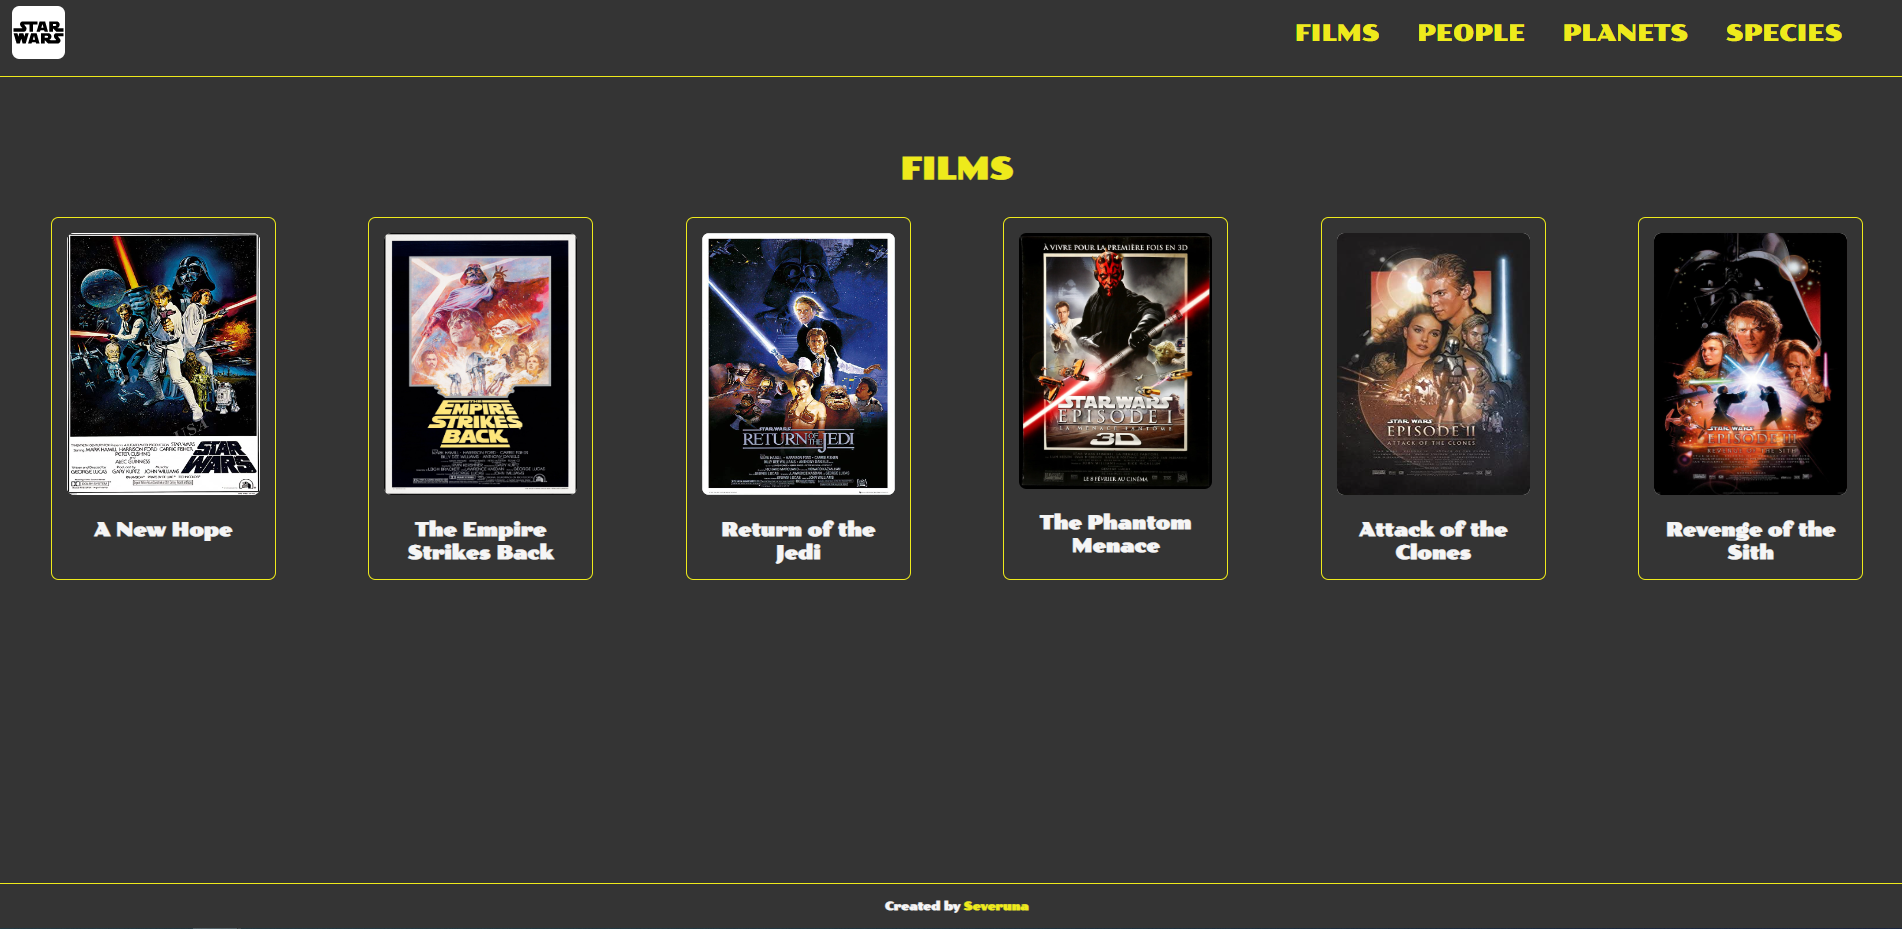 STAR
WARS
FILMS PEOPLE PLANETS SPECIES
FILMS
STAR
WARS
THE
EMPIRE
STRIKES
BACK
STAR WARS
RETURN OF THE JEDI
À VIVRE POUR LA PREMIÈRE FOIS EN 3D
STAR WARS
EPISODE I
LA MENACE FANTÔME
3D
LE 8 FÉVRIER AU CINÉMA
STAR WARS
EPISODE II
ATTACK OF THE CLONES
STAR WARS
EPISODE III
REVENGE OF THE SITH
A New Hope
The Empire
Strikes Back
Return of the
Jedi
The Phantom
Menace
Attack of the
Clones
Revenge of the
Sith
Created by Severuna